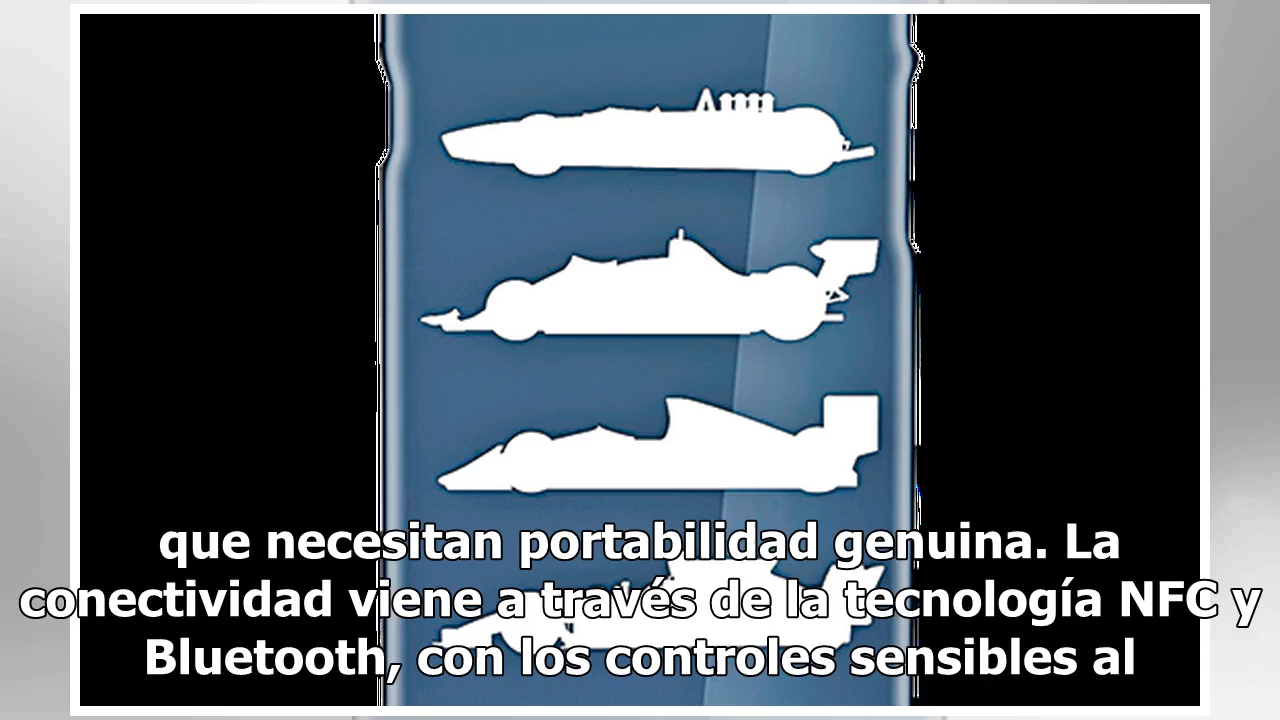 que necesitan portabilidad genuina. La
conectividad viene a través de la tecnología NFC y
Bluetooth, con los controles sensibles al